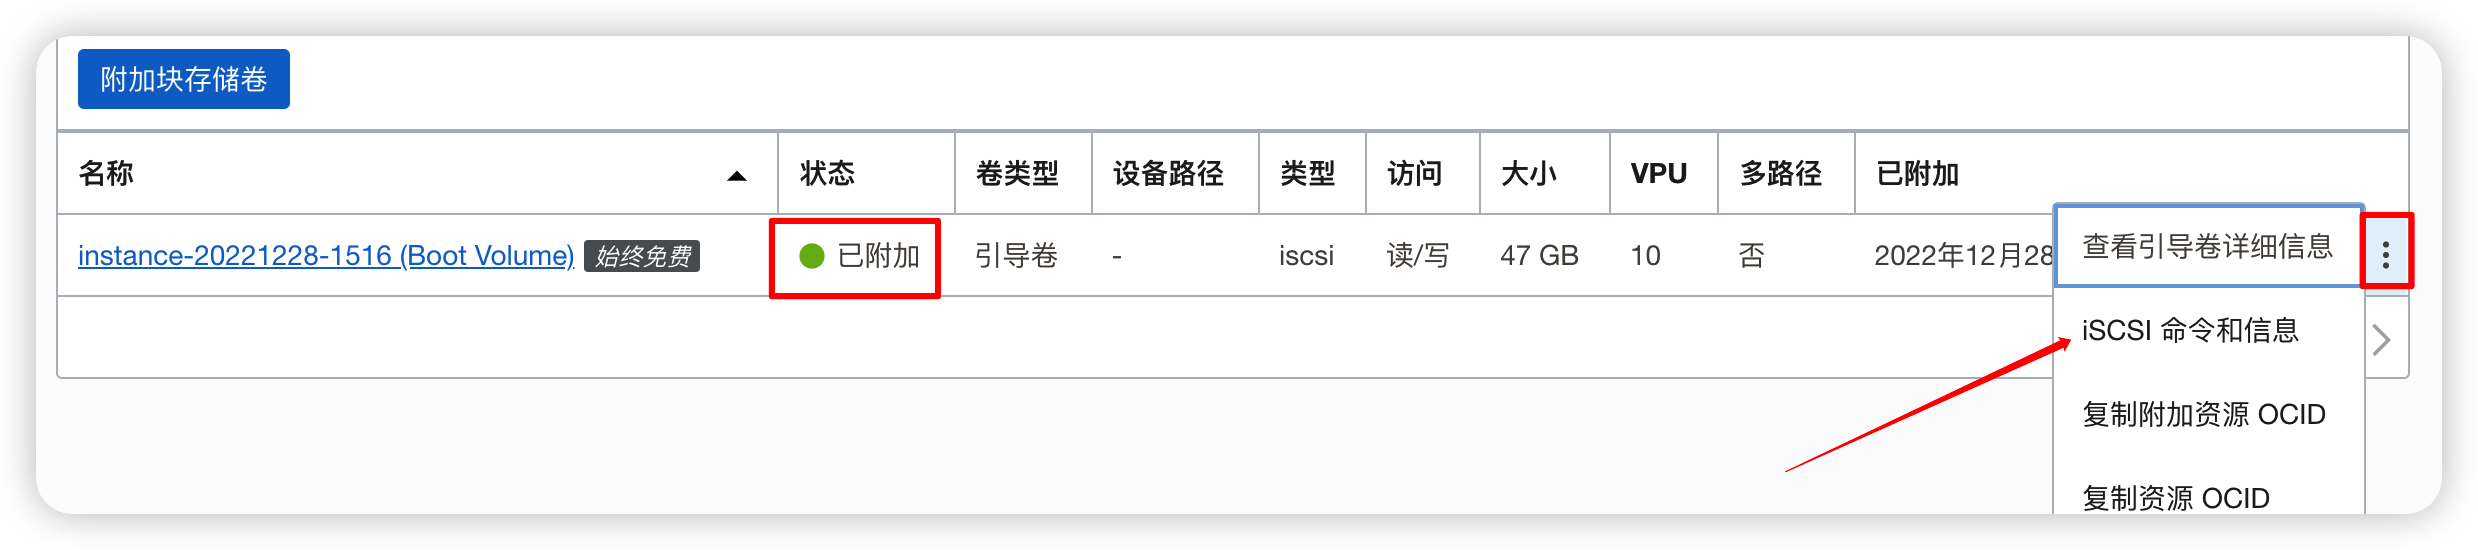 附加块存储卷
名称 状态 卷类型 设备路径 类型 访问 大小 VPU 多路径 已附加
instance-20221228-1516 (Boot Volume) 始终免费 已附加 引导卷 - iscsi 读/写 47 GB 10 否 2022年12月28
查看引导卷详细信息
iSCSI 命令和信息
复制附加资源 OCID
复制资源 OCID